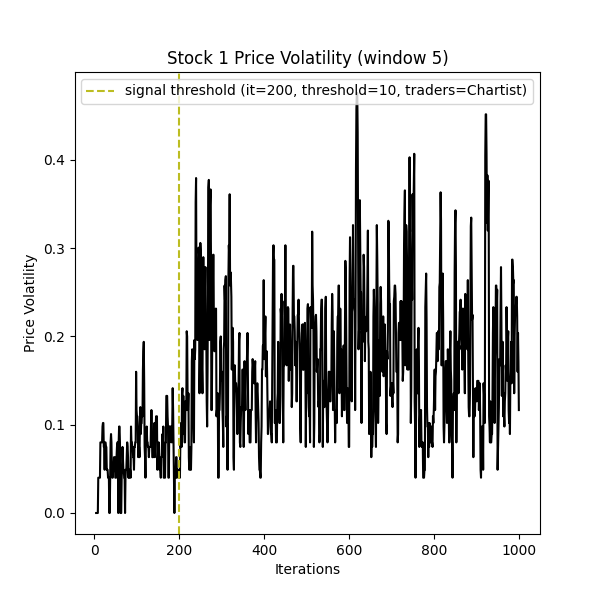 Stock 1 Price Volatility (window 5)
signal threshold (it=200, threshold=10, traders=Chartist)
Price Volatility
0.4
0.3
0.2
0.1
0.0
0
200
400
600
800
1000
Iterations